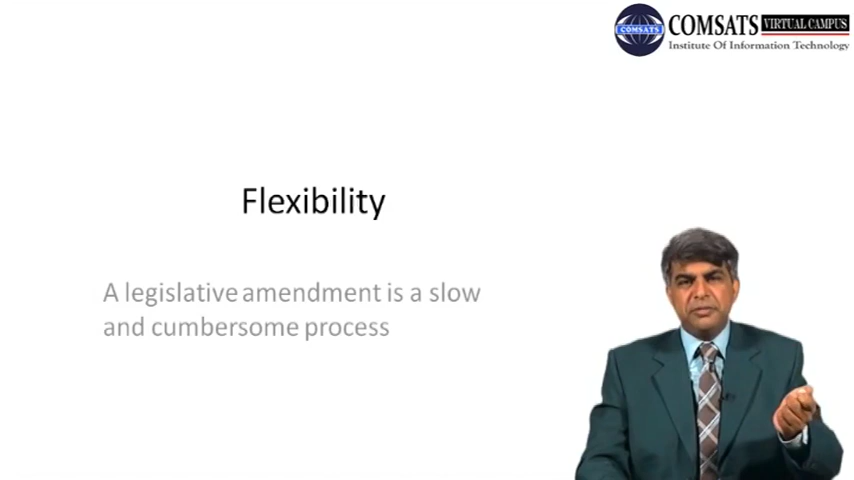 COMSATS VIRTUAL CAMPUS
Institute Of Information Technology
COMSATS
Flexibility
A legislative amendment is a slow
and cumbersome process